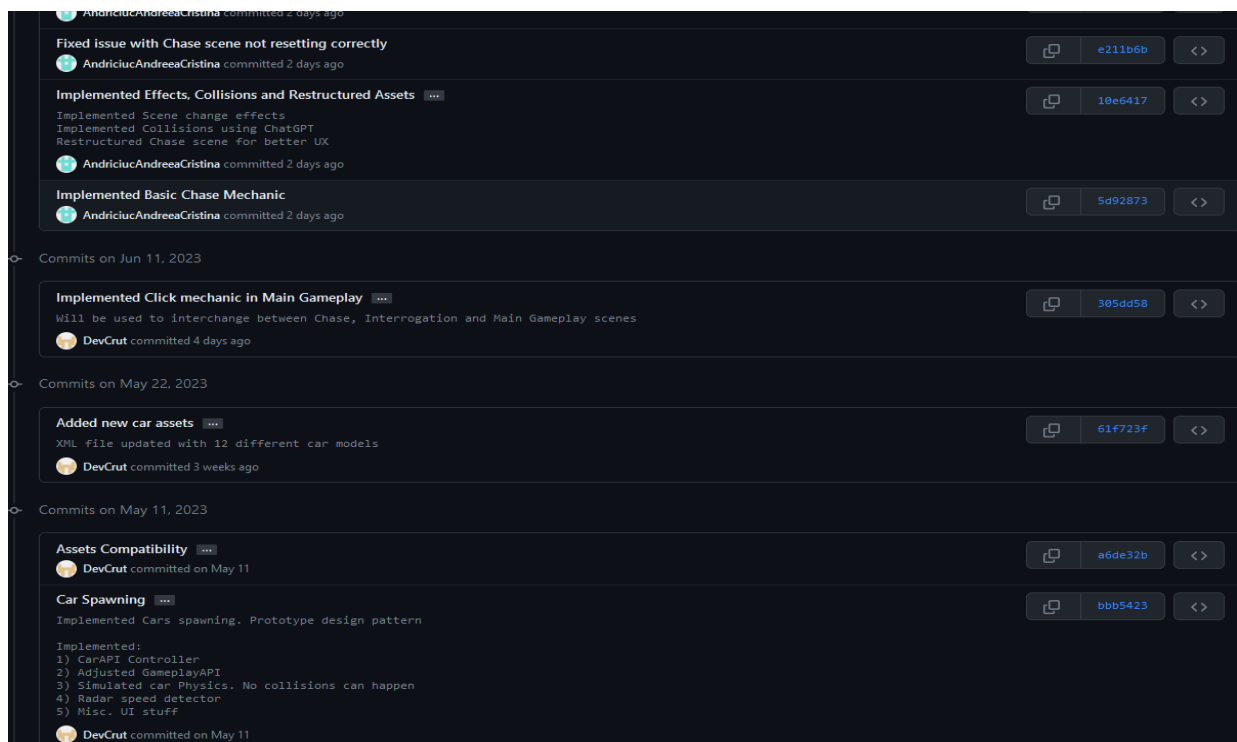 AndriciucAndreeaCristina committed 2 days ago
Fixed issue with Chase scene not resetting correctly
AndriciucAndreeaCristina committed 2 days ago
e211b6b
Implemented Effects, Collisions and Restructured Assets ...
Implemented Scene change effects
Implemented Collisions using ChatGPT
Restructured Chase scene for better UX
AndriciucAndreeaCristina committed 2 days ago
10e6417
Implemented Basic Chase Mechanic
AndriciucAndreeaCristina committed 2 days ago
5d92873
Commits on Jun 11, 2023
Implemented Click mechanic in Main Gameplay ...
Will be used to interchange between Chase, Interrogation and Main Gameplay scenes
DevCrut committed 4 days ago
305dd58
Commits on May 22, 2023
Added new car assets ...
XML file updated with 12 different car models
DevCrut committed 3 weeks ago
61f723f
Commits on May 11, 2023
Assets Compatibility ...
DevCrut committed on May 11
a6de32b
Car Spawning ...
Implemented Cars spawning. Prototype design pattern
Implemented:
1) CarAPI Controller
2) Adjusted GameplayAPI
3) Simulated car Physics. No collisions can happen
4) Radar speed detector
5) Misc. UI stuff
DevCrut committed on May 11
bbb5423